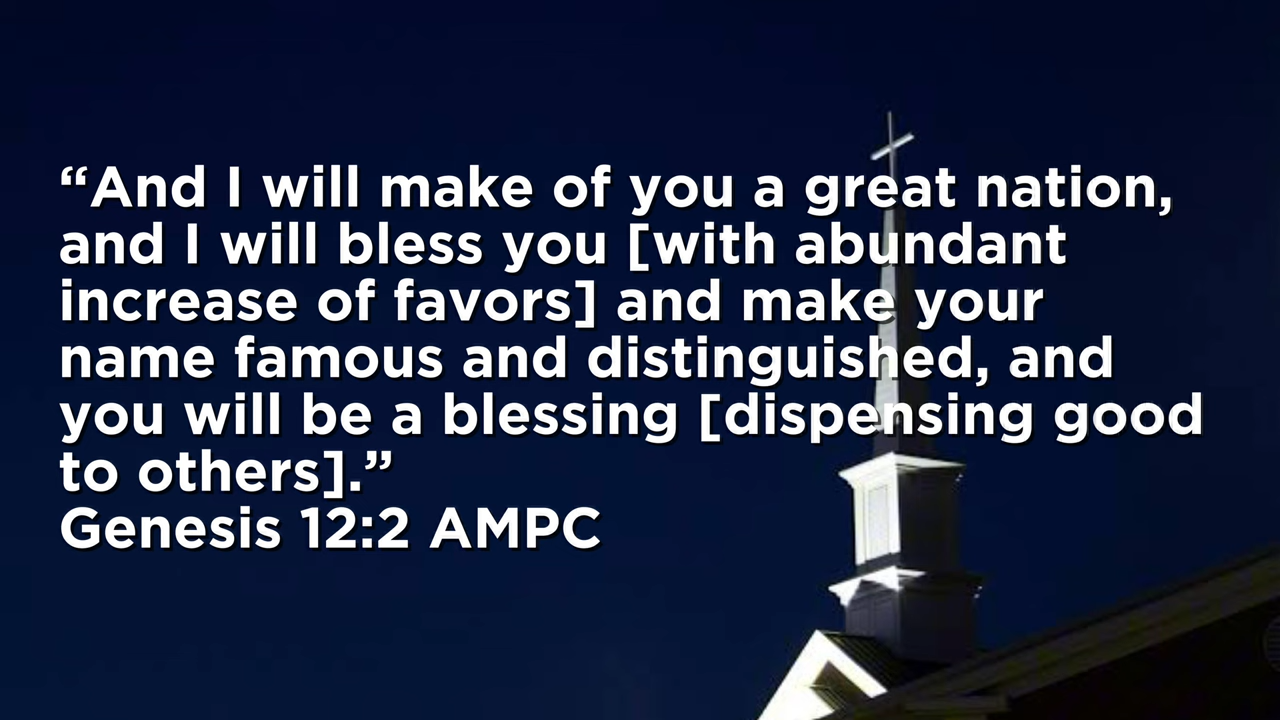 “And I will make of you a great nation,
and I will bless you [with abundant
increase of favors] and make your
name famous and distinguished, and
you will be a blessing [dispensing good
to others].”
Genesis 12:2 AMPC